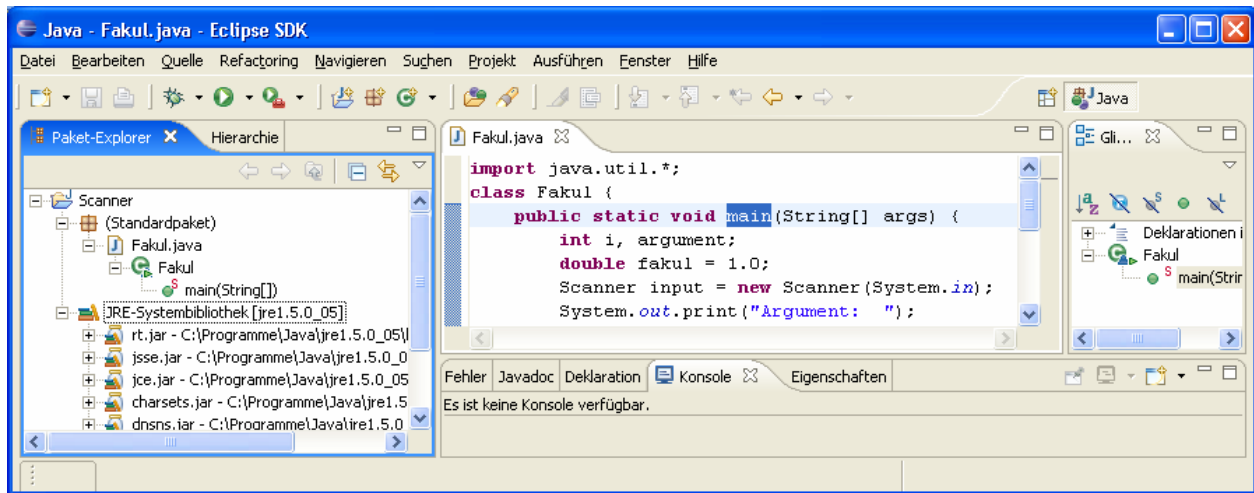 Java - Fakul.java - Eclipse SDK
Datei Bearbeiten Quelle Refactoring Navigieren Suchen Projekt Ausführen Fenster Hilfe
Java
Paket-Explorer Hierarchie
Scanner
(Standardpaket)
Fakul.java
Fakul
main(String[])
JRE-Systembibliothek [jre1.5.0_05]
rt.jar - C:\Programme\Java\jre1.5.0_05\l
jsse.jar - C:\Programme\Java\jre1.5.0_0
jce.jar - C:\Programme\Java\jre1.5.0_05
charsets.jar - C:\Programme\Java\jre1.5
dnsns.jar - C:\Programme\Java\jre1.5.0
Fakul.java
import java.util.*;
class Fakul {
public static void main(String[] args) {
int i, argument;
double fakul = 1.0;
Scanner input = new Scanner(System.in);
System.out.print("Argument:  ");
Gli...
Deklarationen i
Fakul
main(Strir
Fehler Javadoc Deklaration Konsole Eigenschaften
Es ist keine Konsole verfügbar.